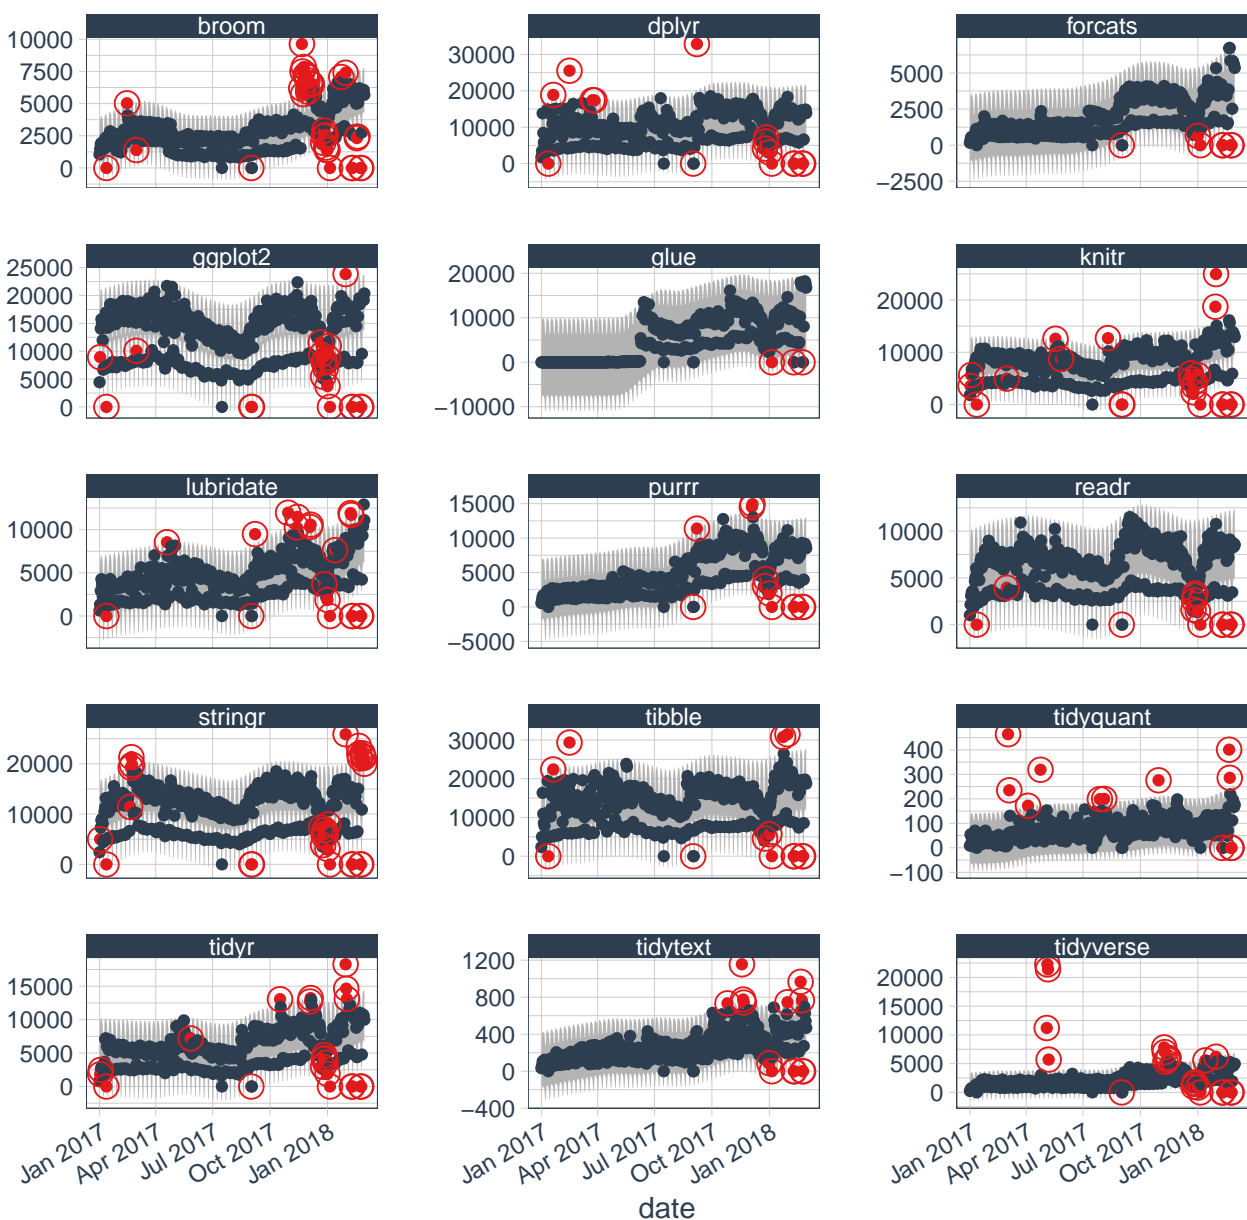 broom
dplyr
forcats
10000
7500
5000
2500
0
30000
20000
10000
0
5000
2500
0
−2500
ggplot2
glue
knitr
25000
20000
15000
10000
5000
0
20000
10000
0
−10000
20000
10000
0
lubridate
purrr
readr
10000
5000
0
15000
10000
5000
0
−5000
10000
5000
0
stringr
tibble
tidyquant
20000
10000
0
30000
20000
10000
0
400
300
200
100
0
−100
tidyr
tidytext
tidyverse
15000
10000
5000
0
1200
800
400
0
−400
20000
15000
10000
5000
0
Jan 2017
Apr 2017
Jul 2017
Oct 2017
Jan 2018
Jan 2017
Apr 2017
Jul 2017
Oct 2017
Jan 2018
Jan 2017
Apr 2017
Jul 2017
Oct 2017
Jan 2018
date